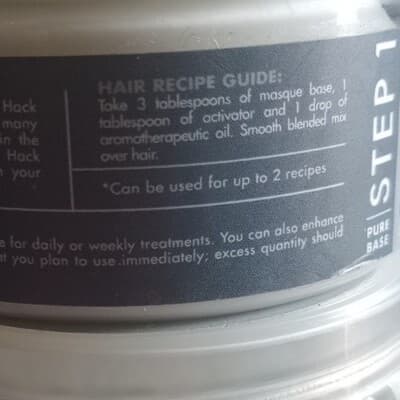 Hack
many
in the
Hack
your
HAIR RECIPE GUIDE:
Take 3 tablespoons of masque base, 1
tablespoon of activator and 1 drop of
aromatherapeutic oil. Smooth blended mix
over hair.
*Can be used for up to 2 recipes
for daily or weekly treatments. You can also enhance
you plan to use immediately; excess quantity should
STEP 1
PURE
BASE